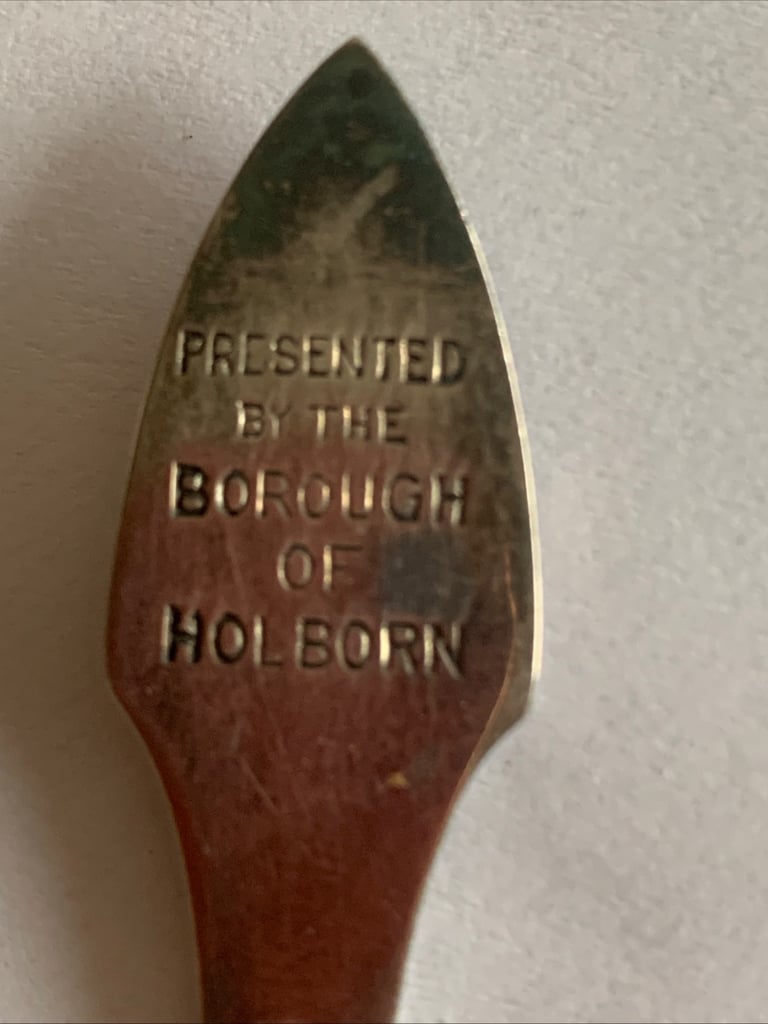 PRESENTED
BY THE
BOROUGH
OF
HOLBORN